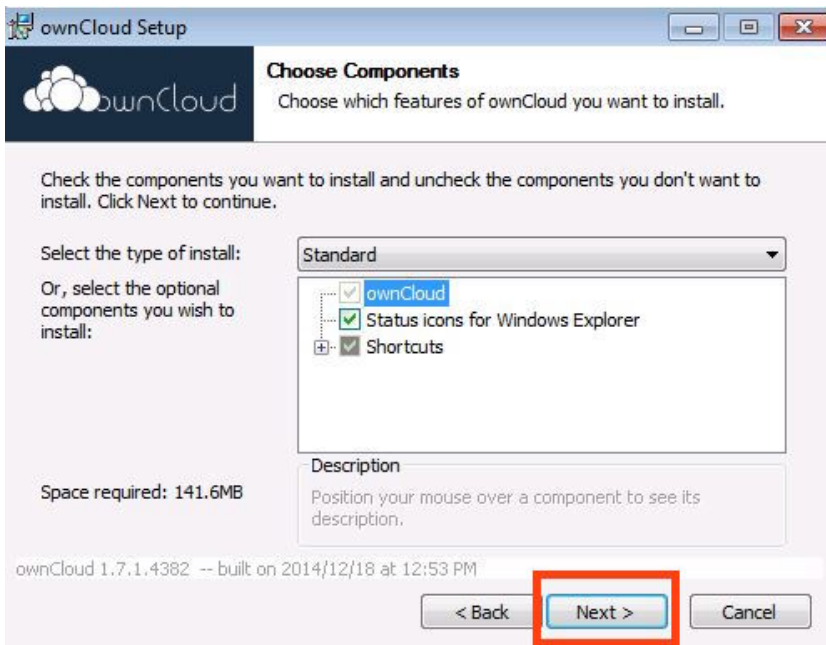 ownCloud Setup
ownCloud
Choose Components
Choose which features of ownCloud you want to install.
Check the components you want to install and uncheck the components you don't want to
install. Click Next to continue.
Select the type of install:
Standard
Or, select the optional
components you wish to
install:
ownCloud
Status icons for Windows Explorer
Shortcuts
Space required: 141.6MB
Description
Position your mouse over a component to see its
description.
ownCloud 1.7.1.4382 -- built on 2014/12/18 at 12:53 PM
< Back
Next >
Cancel